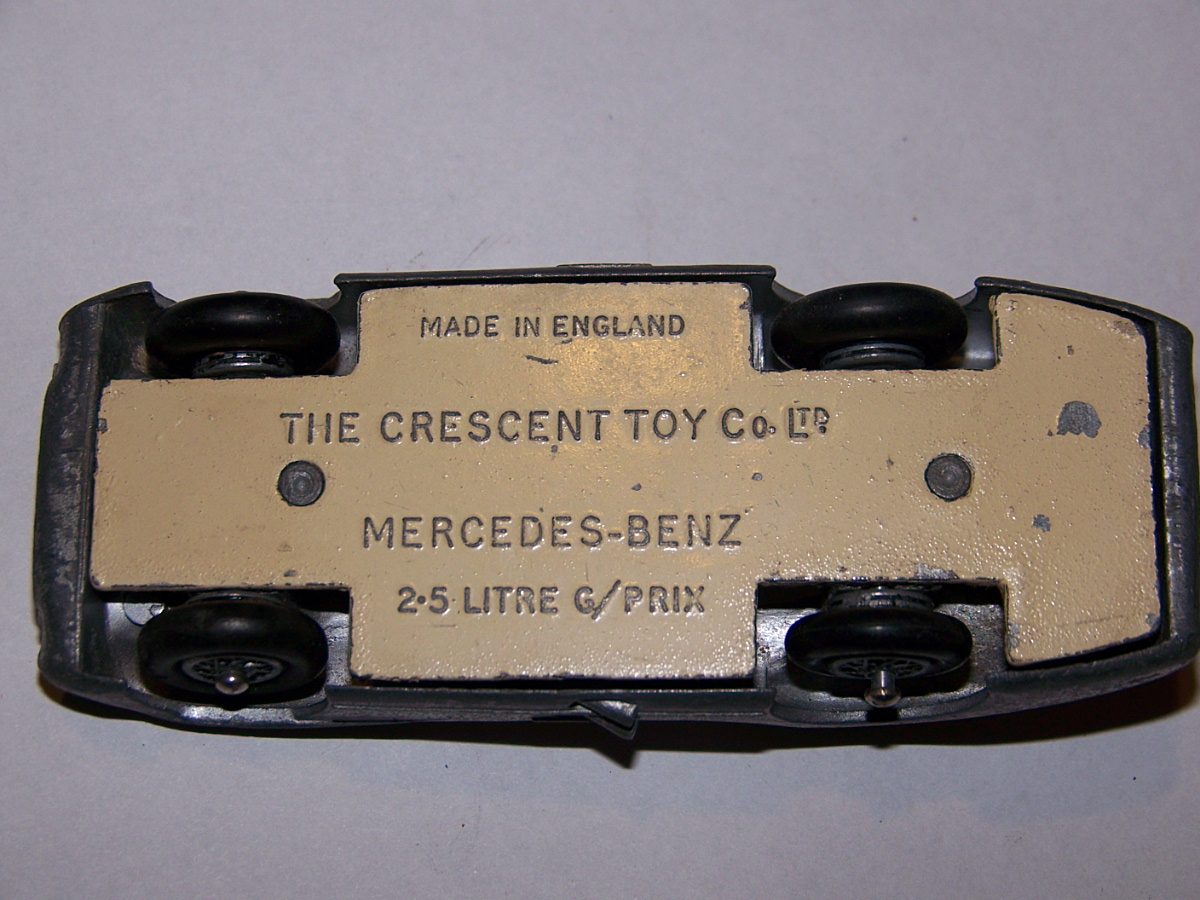 MADE IN ENGLAND
THE CRESCENT TOY Co. LTD.
MERCEDES-BENZ
2·5 LITRE G/PRIX